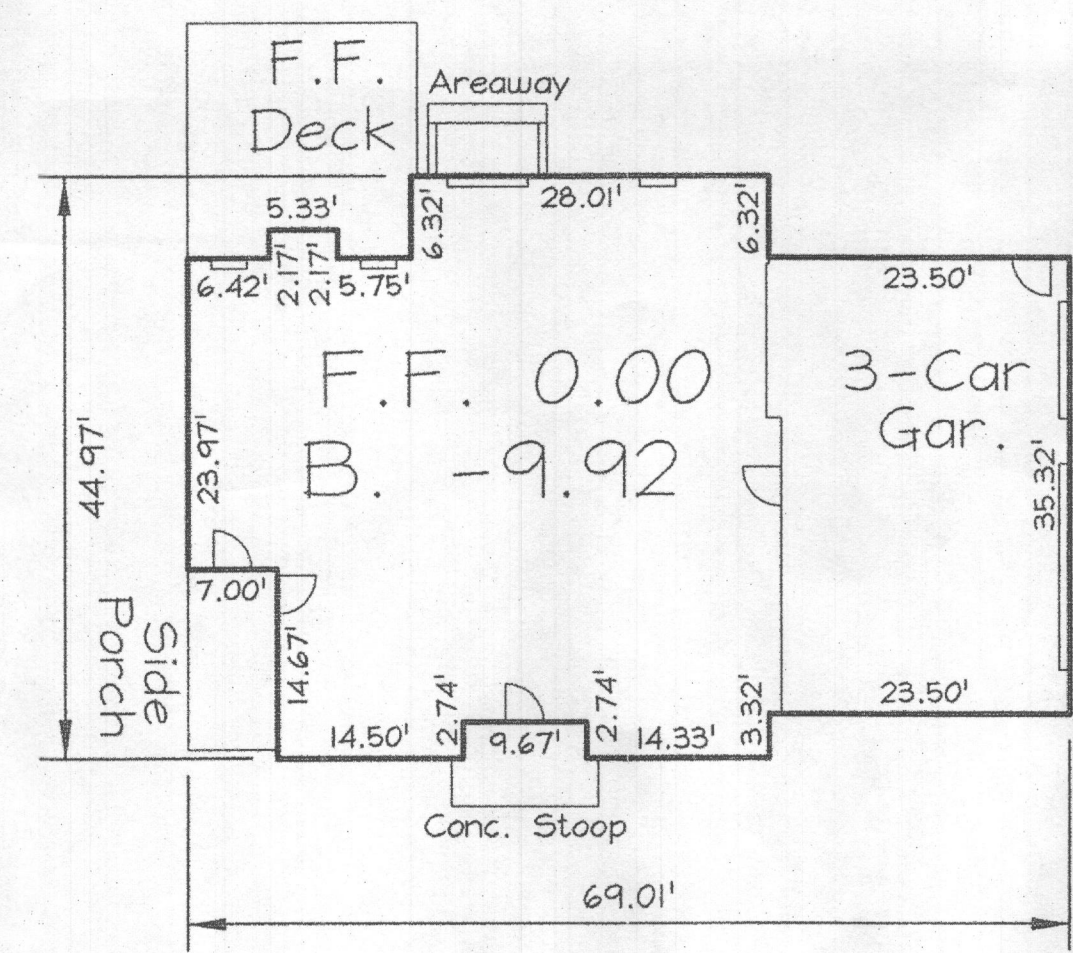 F.F.
Deck
Areaway
5.33'
6.32'
28.01'
6.32'
6.42'
2.17'
2.17'
5.75'
23.50'
F.F. 0.00
B. -9.92
3-Car
Gar.
44.97'
23.97'
35.32'
7.00'
Side
Porch
14.67'
14.50'
2.74'
9.67'
2.74'
14.33'
3.32'
23.50'
Conc. Stoop
69.01'